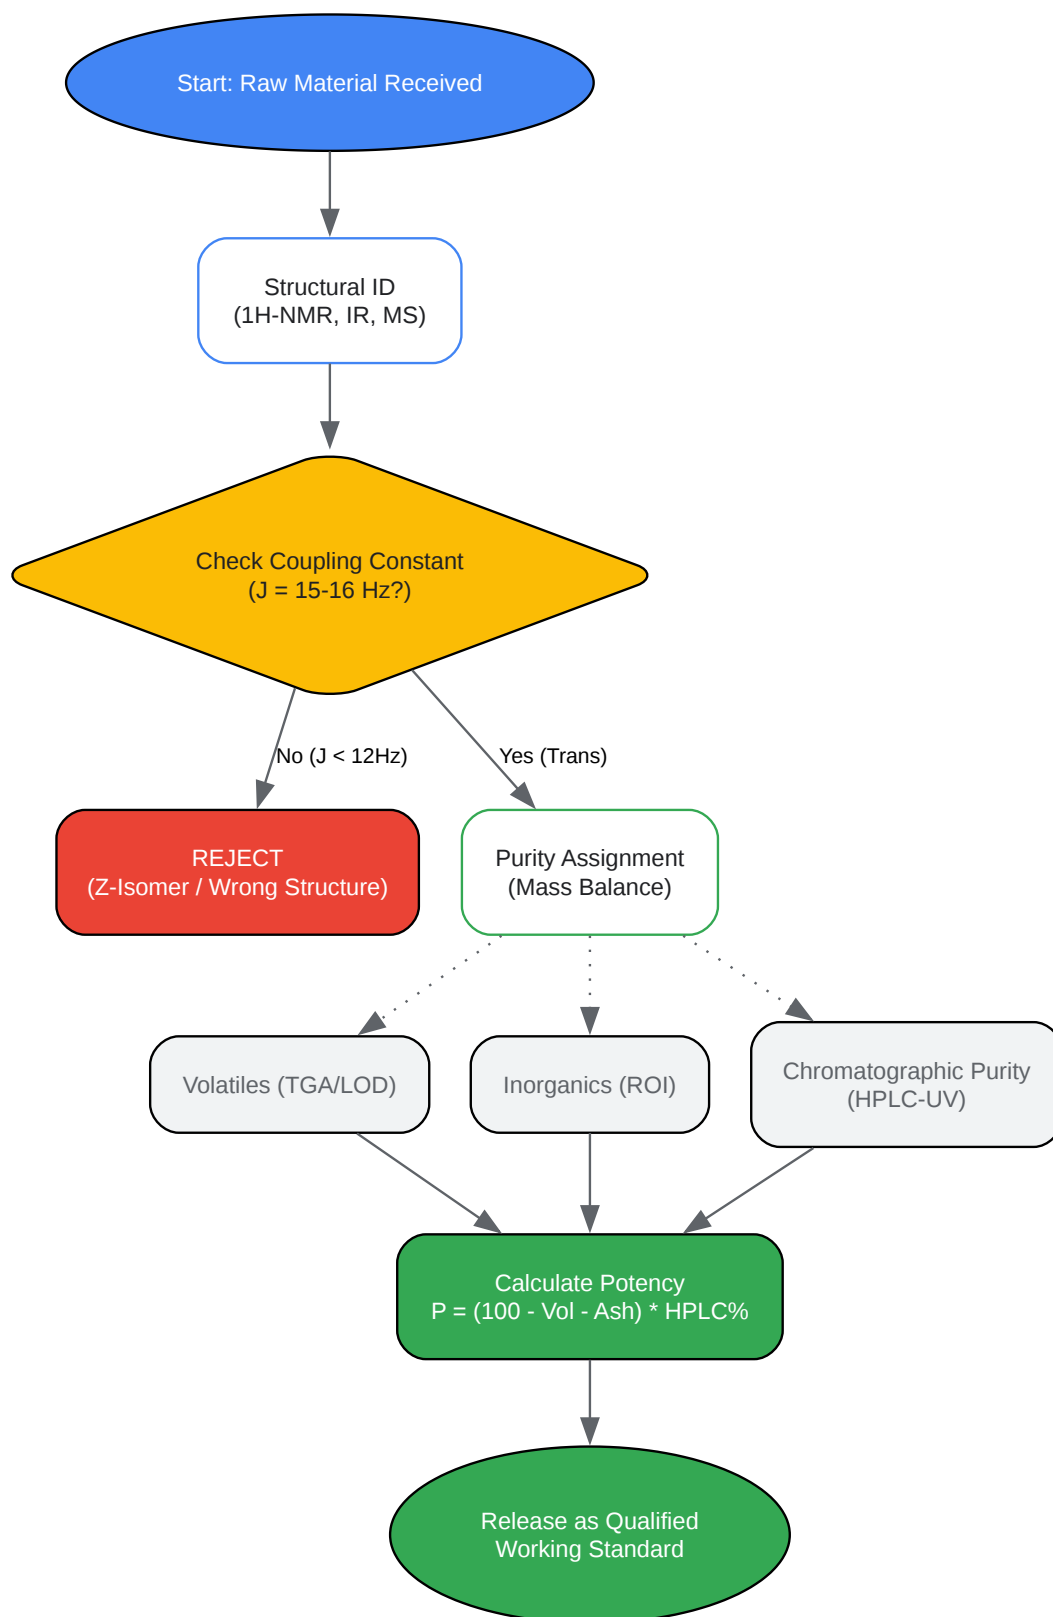 Start: Raw Material Received
Structural ID
(1H-NMR, IR, MS)
Check Coupling Constant
(J = 15-16 Hz?)
No (J < 12Hz)
Yes (Trans)
REJECT
(Z-Isomer / Wrong Structure)
Purity Assignment
(Mass Balance)
Volatiles (TGA/LOD)
Inorganics (ROI)
Chromatographic Purity
(HPLC-UV)
Calculate Potency
P = (100 - Vol - Ash) * HPLC%
Release as Qualified
Working Standard